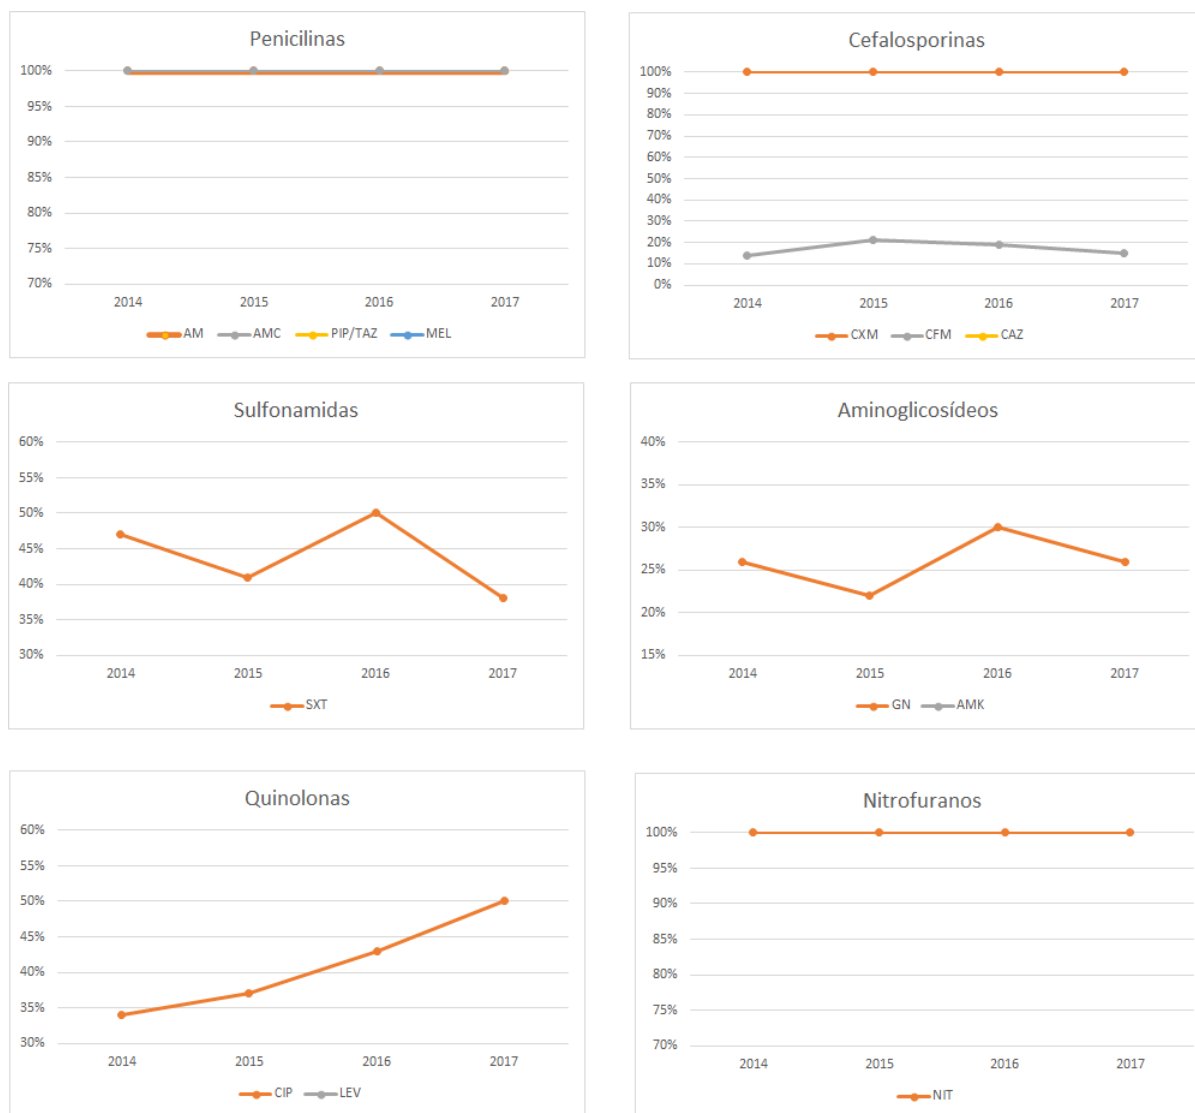 Penicilinas
100%
95%
90%
85%
80%
75%
70%
2014 2015 2016 2017
AM AMC PIP/TAZ MEL
Cefalosporinas
100%
90%
80%
70%
60%
50%
40%
30%
20%
10%
0%
2014 2015 2016 2017
CXM CFM CAZ
Sulfonamidas
60%
55%
50%
45%
40%
35%
30%
2014 2015 2016 2017
SXT
Aminoglicosídeos
40%
35%
30%
25%
20%
15%
2014 2015 2016 2017
GN AMK
Quinolonas
60%
55%
50%
45%
40%
35%
30%
2014 2015 2016 2017
CIP LEV
Nitrofuranos
100%
95%
90%
85%
80%
75%
70%
2014 2015 2016 2017
NIT